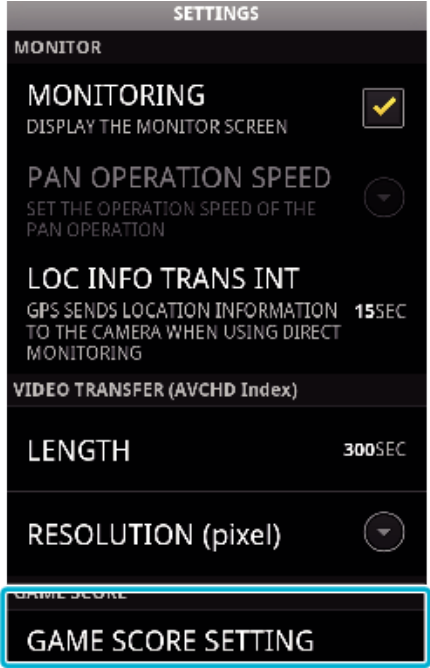 SETTINGS
MONITOR
MONITORING
DISPLAY THE MONITOR SCREEN
PAN OPERATION SPEED
SET THE OPERATION SPEED OF THE
PAN OPERATION
LOC INFO TRANS INT
GPS SENDS LOCATION INFORMATION 15SEC
TO THE CAMERA WHEN USING DIRECT
MONITORING
VIDEO TRANSFER (AVCHD Index)
LENGTH 300SEC
RESOLUTION (pixel)
GAME SCORE
GAME SCORE SETTING